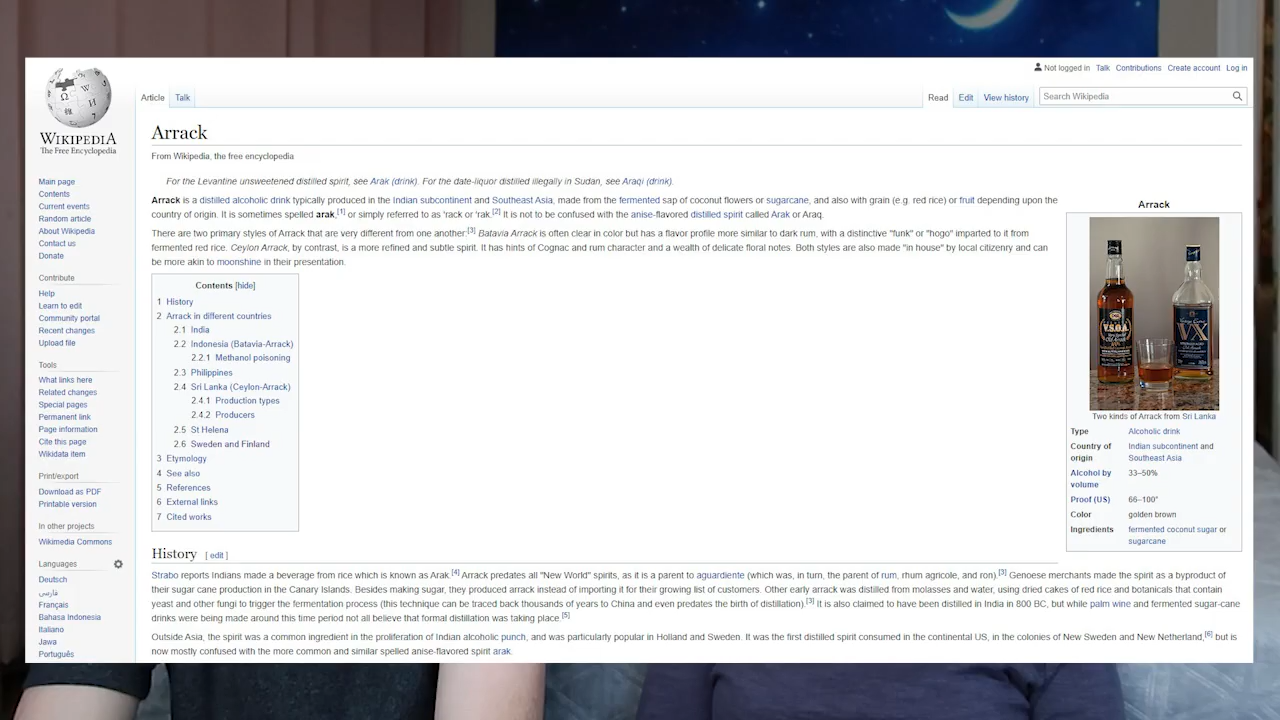 Not logged in Talk Contributions Create account Log in
Article Talk Read Edit View history Search Wikipedia
WIKIPEDIA
The Free Encyclopedia
Main page
Contents
Current events
Random article
About Wikipedia
Contact us
Donate
Contribute
Help
Learn to edit
Community portal
Recent changes
Upload file
Tools
What links here
Related changes
Special pages
Permanent link
Page information
Cite this page
Wikidata item
Print/export
Download as PDF
Printable version
In other projects
Wikimedia Commons
Languages
Deutsch
فارسی
Français
Bahasa Indonesia
Italiano
Jawa
Português
Arrack
From Wikipedia, the free encyclopedia
For the Levantine unsweetened distilled spirit, see Arak (drink). For the date-liquor distilled illegally in Sudan, see Araqi (drink).
Arrack is a distilled alcoholic drink typically produced in the Indian subcontinent and Southeast Asia, made from the fermented sap of coconut flowers or sugarcane, and also with grain (e.g. red rice) or fruit depending upon the
country of origin. It is sometimes spelled arak,[1] or simply referred to as 'rack or 'rak.[2] It is not to be confused with the anise-flavored distilled spirit called Arak or Araq.
There are two primary styles of Arrack that are very different from one another:[3] Batavia Arrack is often clear in color but has a flavor profile more similar to dark rum, with a distinctive "funk" or "hogo" imparted to it from
fermented red rice. Ceylon Arrack, by contrast, is a more refined and subtle spirit. It has hints of Cognac and rum character and a wealth of delicate floral notes. Both styles are also made "in house" by local citizenry and can
be more akin to moonshine in their presentation.
Contents [hide]
1 History
2 Arrack in different countries
2.1 India
2.2 Indonesia (Batavia-Arrack)
2.2.1 Methanol poisoning
2.3 Philippines
2.4 Sri Lanka (Ceylon-Arrack)
2.4.1 Production types
2.4.2 Producers
2.5 St Helena
2.6 Sweden and Finland
3 Etymology
4 See also
5 References
6 External links
7 Cited works
Arrack
V.S.O.A.
VX
Two kinds of Arrack from Sri Lanka
Type Alcoholic drink
Country of origin Indian subcontinent and
Southeast Asia
Alcohol by volume 33–50%
Proof (US) 66–100°
Color golden brown
Ingredients fermented coconut sugar or
sugarcane
History [ edit ]
Strabo reports Indians made a beverage from rice which is known as Arak.[4] Arrack predates all "New World" spirits, as it is a parent to aguardiente (which was, in turn, the parent of rum, rhum agricole, and ron).[3] Genoese merchants made the spirit as a byproduct of
their sugar cane production in the Canary Islands. Besides making sugar, they produced arrack instead of importing it for their growing list of customers. Other early arrack was distilled from molasses and water, using dried cakes of red rice and botanicals that contain
yeast and other fungi to trigger the fermentation process (this technique can be traced back thousands of years to China and even predates the birth of distillation).[3] It is also claimed to have been distilled in India in 800 BC, but while palm wine and fermented sugar-cane
drinks were being made around this time period not all believe that formal distillation was taking place.[5]
Outside Asia, the spirit was a common ingredient in the proliferation of Indian alcoholic punch, and was particularly popular in Holland and Sweden. It was the first distilled spirit consumed in the continental US, in the colonies of New Sweden and New Netherland,[6] but is
now mostly confused with the more common and similar spelled anise-flavored spirit arak.